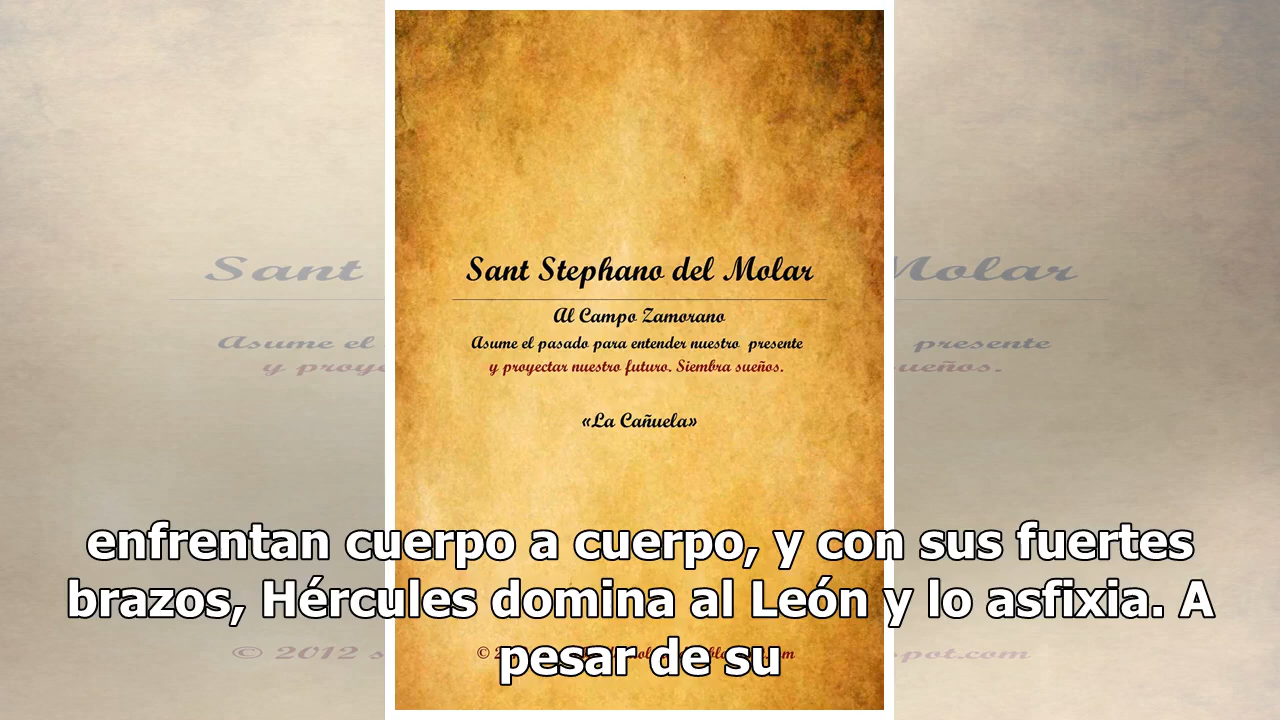 Sant Stephano del Molar
Al Campo Zamorano
Asume el pasado para entender nuestro presente
y proyectar nuestro futuro. Siembra sueños.
«La Cañuela»
enfrentan cuerpo a cuerpo, y con sus fuertes
brazos, Hércules domina al León y lo asfixia. A
pesar de su